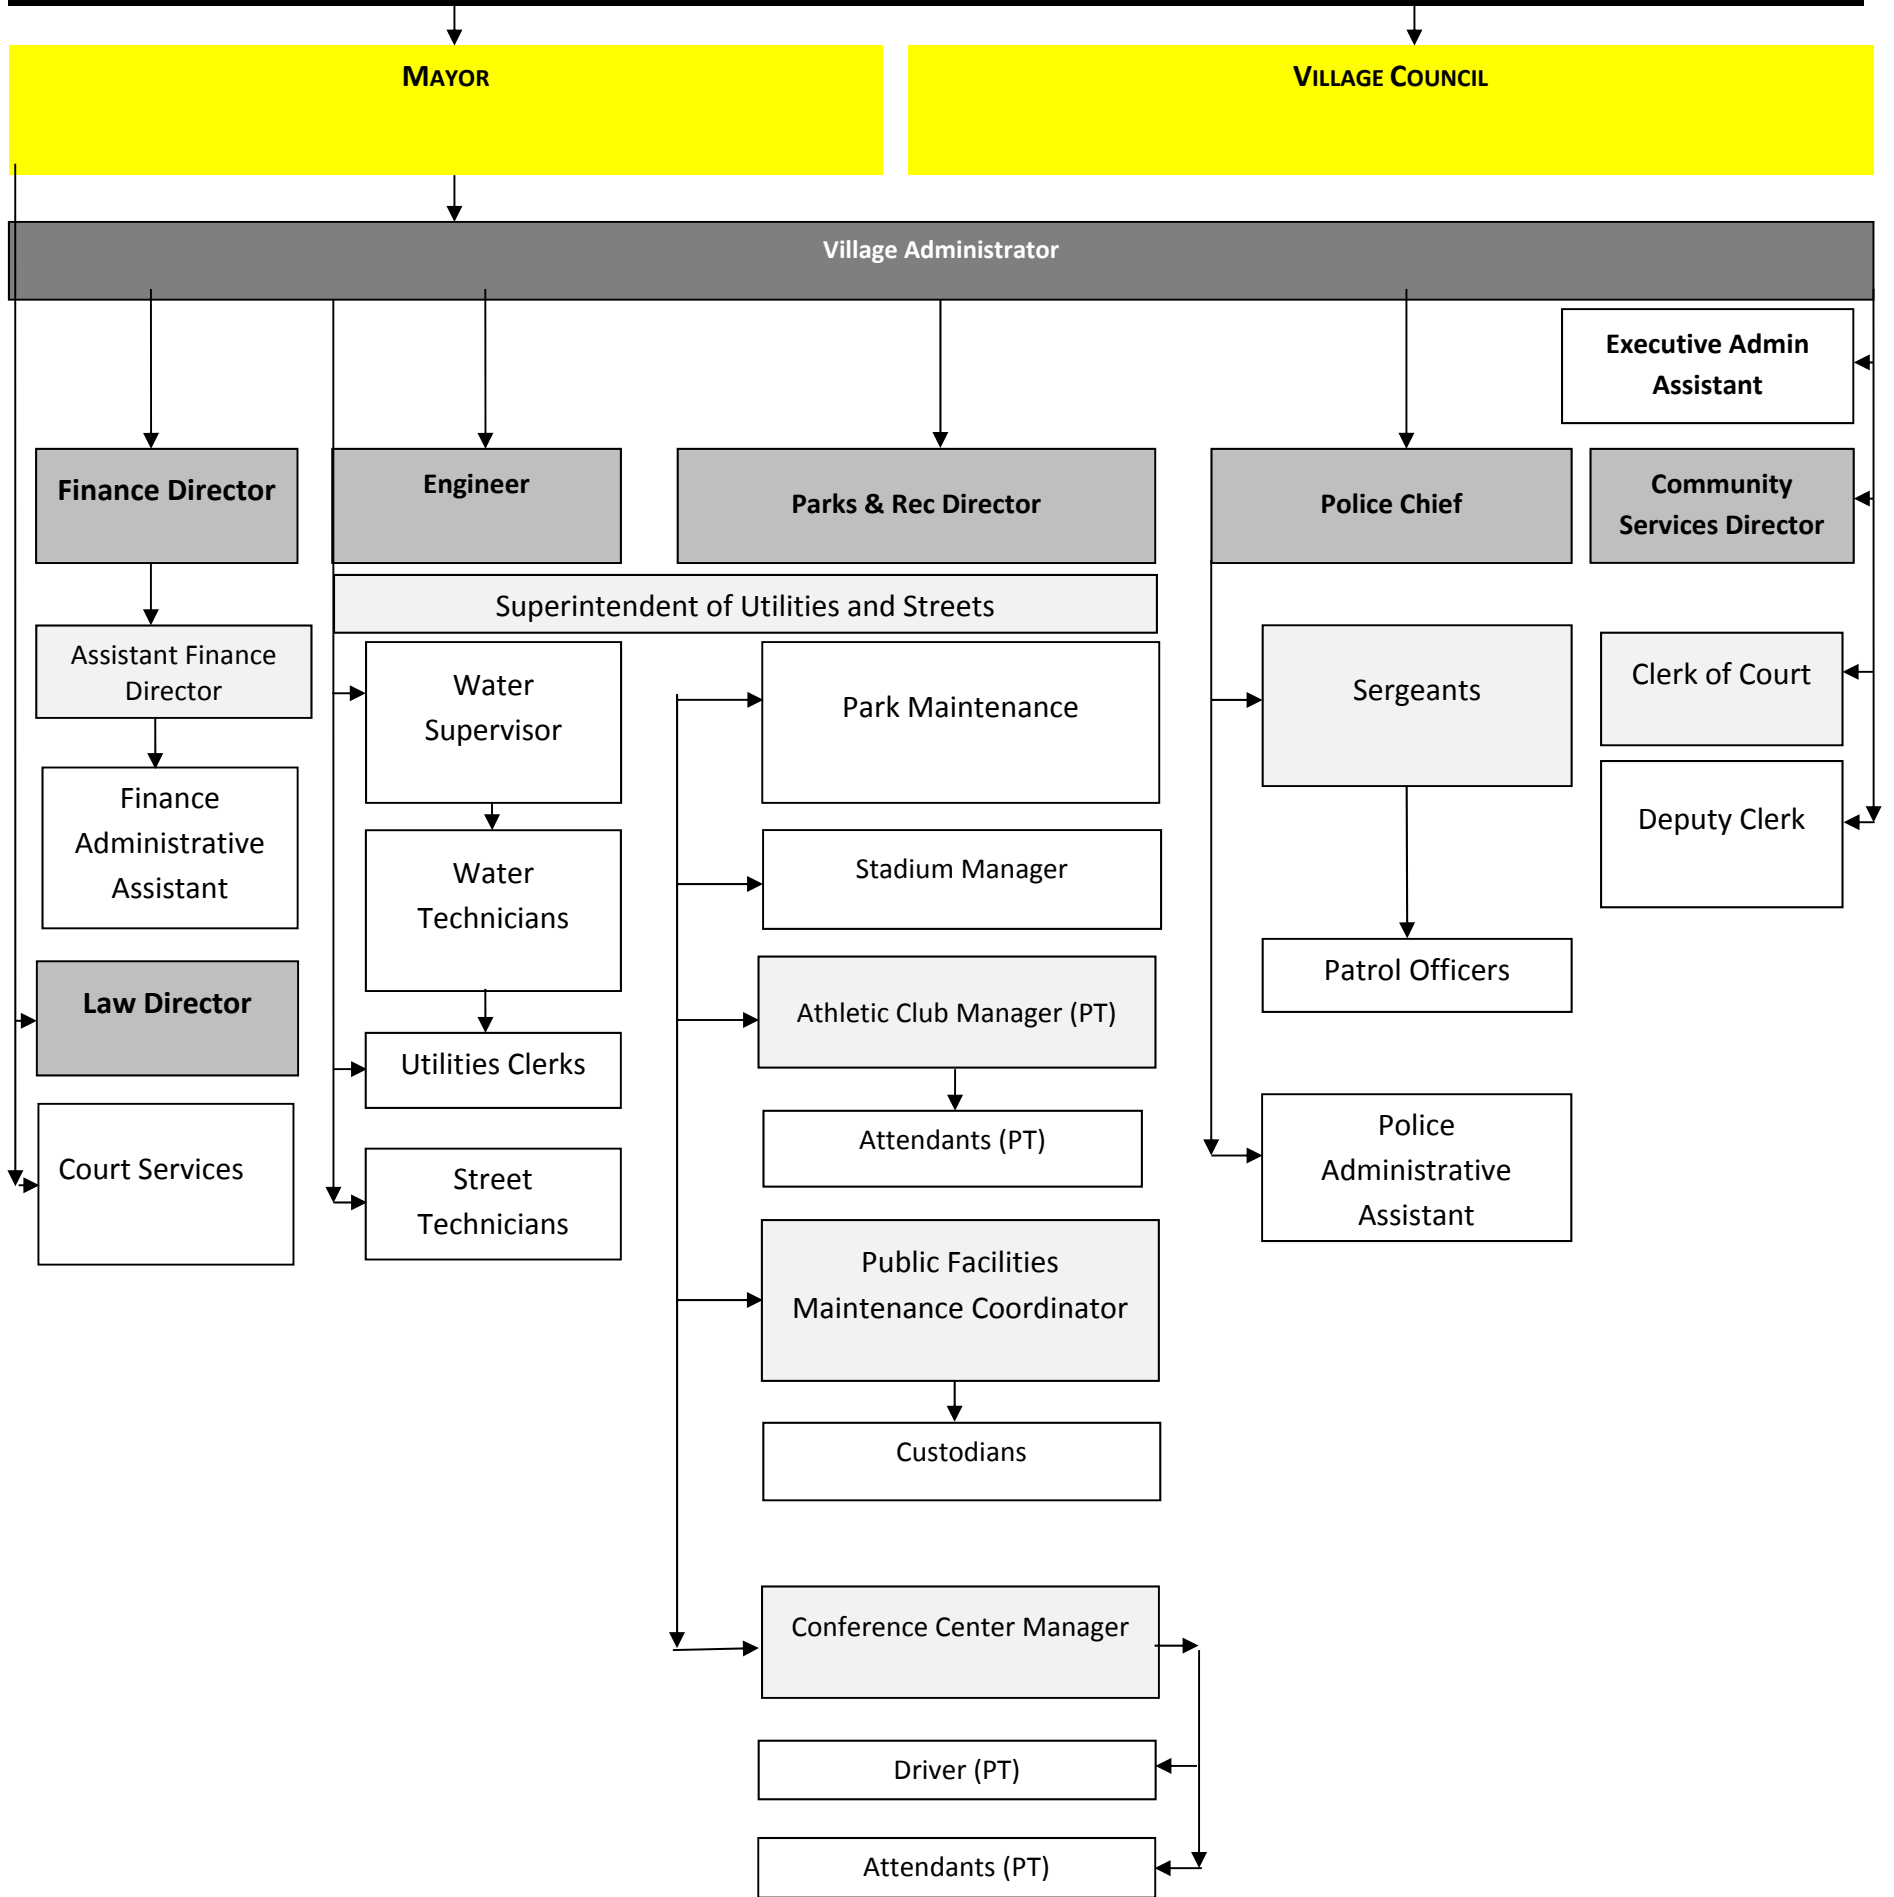 MAYOR
VILLAGE COUNCIL
Village Administrator
Executive Admin
Assistant
Finance Director
Engineer
Parks & Rec Director
Police Chief
Community
Services Director
Superintendent of Utilities and Streets
Assistant Finance
Director
Water
Supervisor
Park Maintenance
Sergeants
Clerk of Court
Finance
Administrative
Assistant
Water
Technicians
Stadium Manager
Deputy Clerk
Law Director
Utilities Clerks
Athletic Club Manager (PT)
Patrol Officers
Court Services
Street
Technicians
Attendants (PT)
Police
Administrative
Assistant
Public Facilities
Maintenance Coordinator
Custodians
Conference Center Manager
Driver (PT)
Attendants (PT)